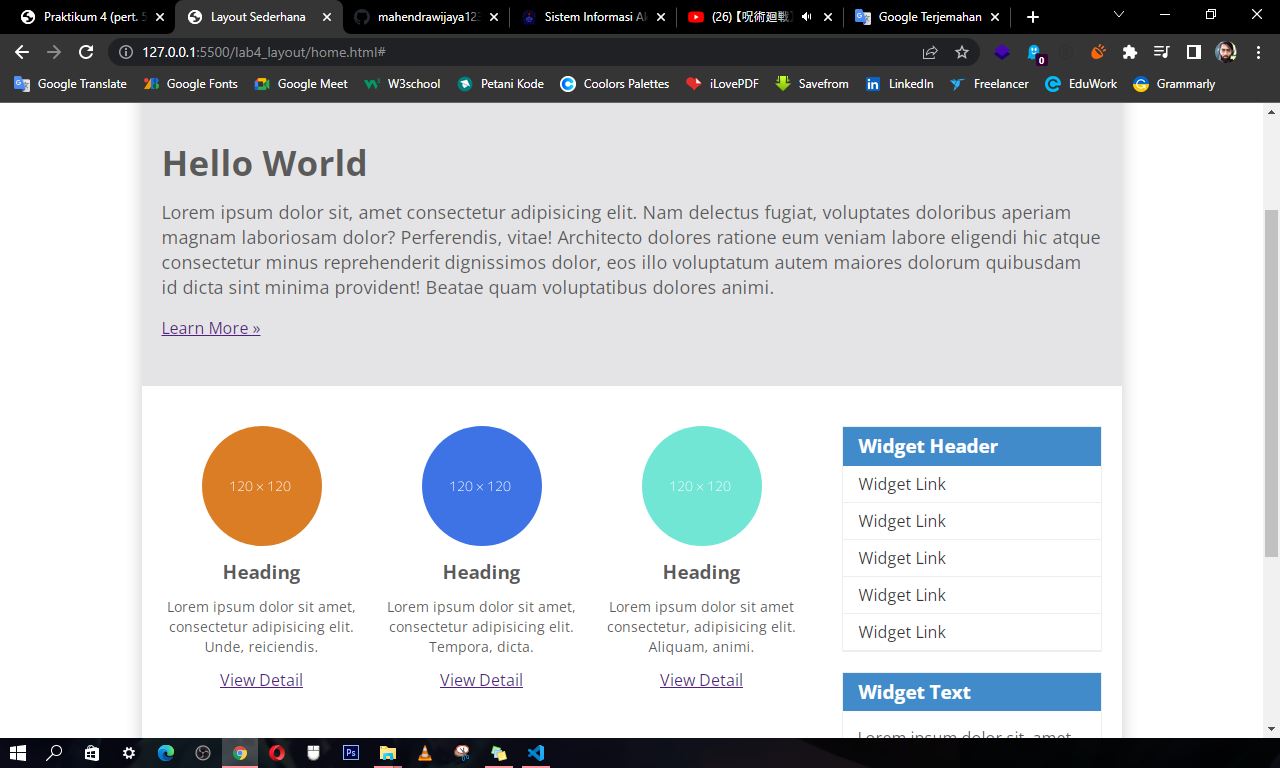 Praktikum 4 (pert. 5
Layout Sederhana
mahendrawijaya123
Sistem Informasi Ak
(26) 【呪術廻戦】
Google Terjemahan
127.0.0.1:5500/lab4_layout/home.html#
0
Google Translate
Google Fonts
Google Meet
W3school
Petani Kode
Coolors Palettes
iLovePDF
Savefrom
LinkedIn
Freelancer
EduWork
Grammarly
Hello World
Lorem ipsum dolor sit, amet consectetur adipisicing elit. Nam delectus fugiat, voluptates doloribus aperiam
magnam laboriosam dolor? Perferendis, vitae! Architecto dolores ratione eum veniam labore eligendi hic atque
consectetur minus reprehenderit dignissimos dolor, eos illo voluptatum autem maiores dolorum quibusdam
id dicta sint minima provident! Beatae quam voluptatibus dolores animi.
Learn More »
120 × 120
Heading
Lorem ipsum dolor sit amet,
consectetur adipisicing elit.
Unde, reiciendis.
View Detail
120 × 120
Heading
Lorem ipsum dolor sit amet,
consectetur adipisicing elit.
Tempora, dicta.
View Detail
120 × 120
Heading
Lorem ipsum dolor sit amet
consectetur, adipisicing elit.
Aliquam, animi.
View Detail
Widget Header
Widget Link
Widget Link
Widget Link
Widget Link
Widget Link
Widget Text
Lorem ipsum dolor sit, amet
Ps